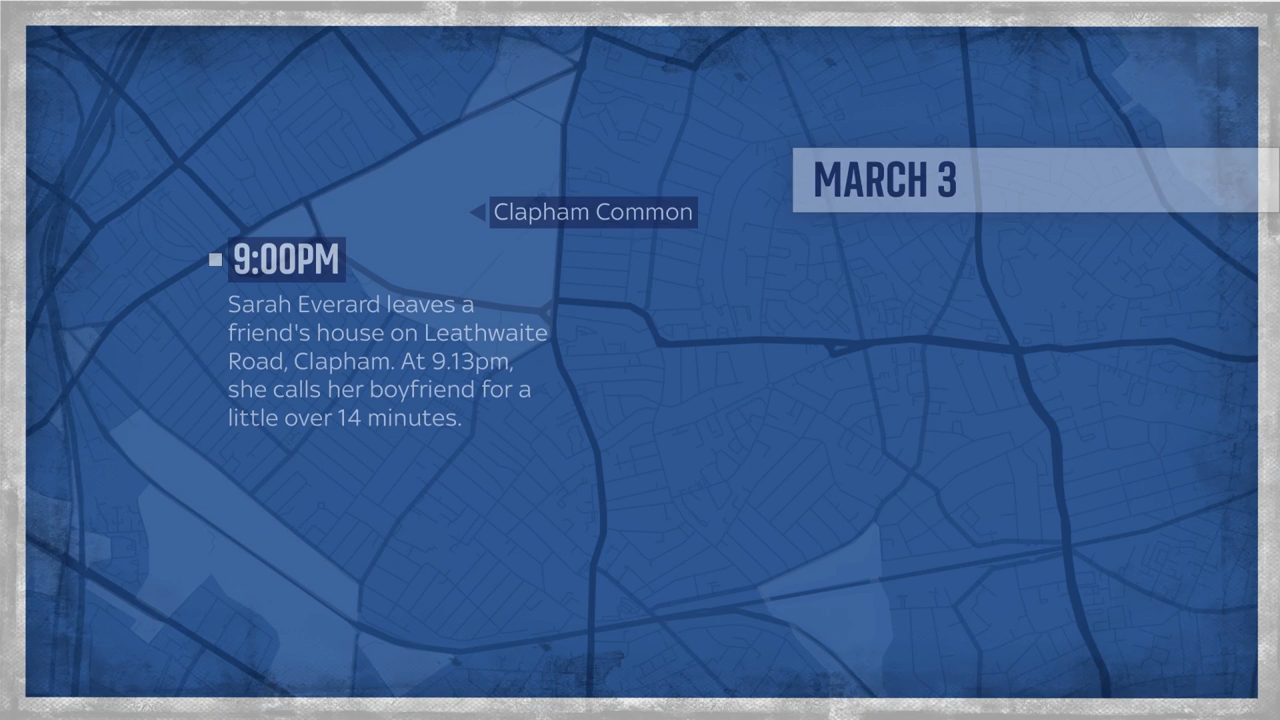 MARCH 3
Clapham Common
9:00PM
Sarah Everard leaves a
friend's house on Leathwaite
Road, Clapham. At 9.13pm,
she calls her boyfriend for a
little over 14 minutes.